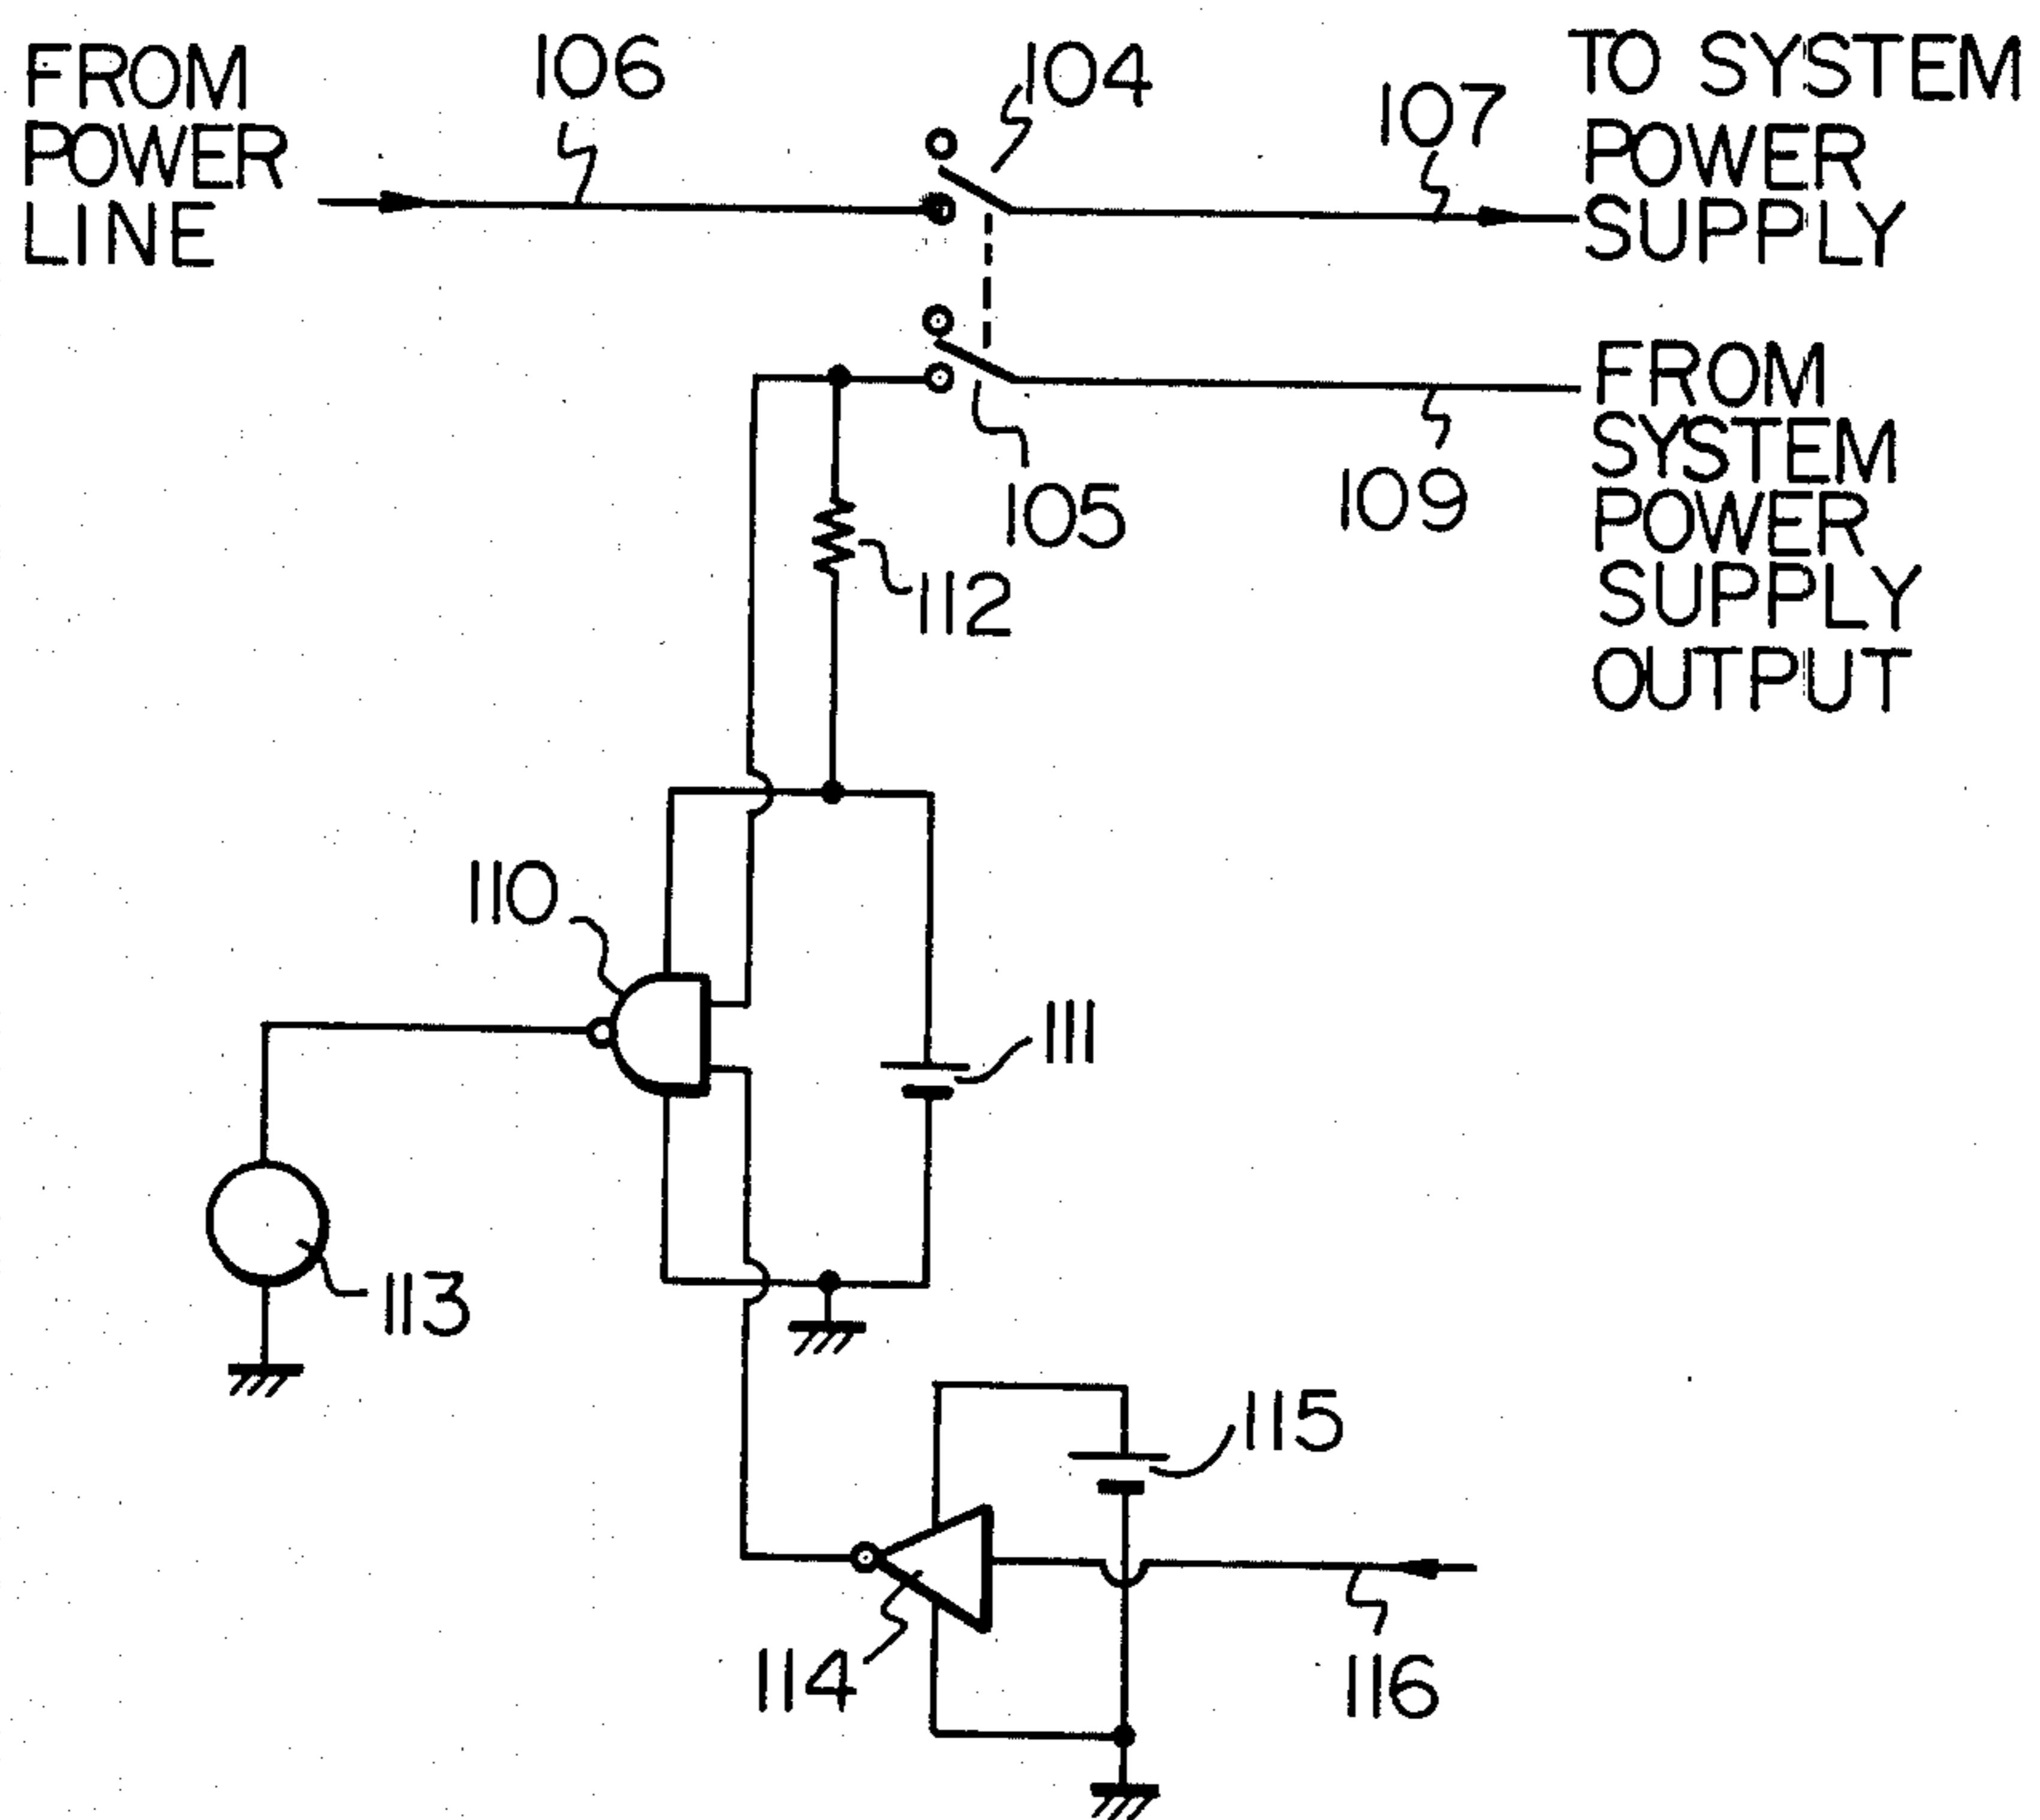 FROM
POWER
LINE
106
104
107
TO SYSTEM
POWER
SUPPLY
105
109
FROM
SYSTEM
POWER
SUPPLY
OUTPUT
112
110
111
113
115
114
116